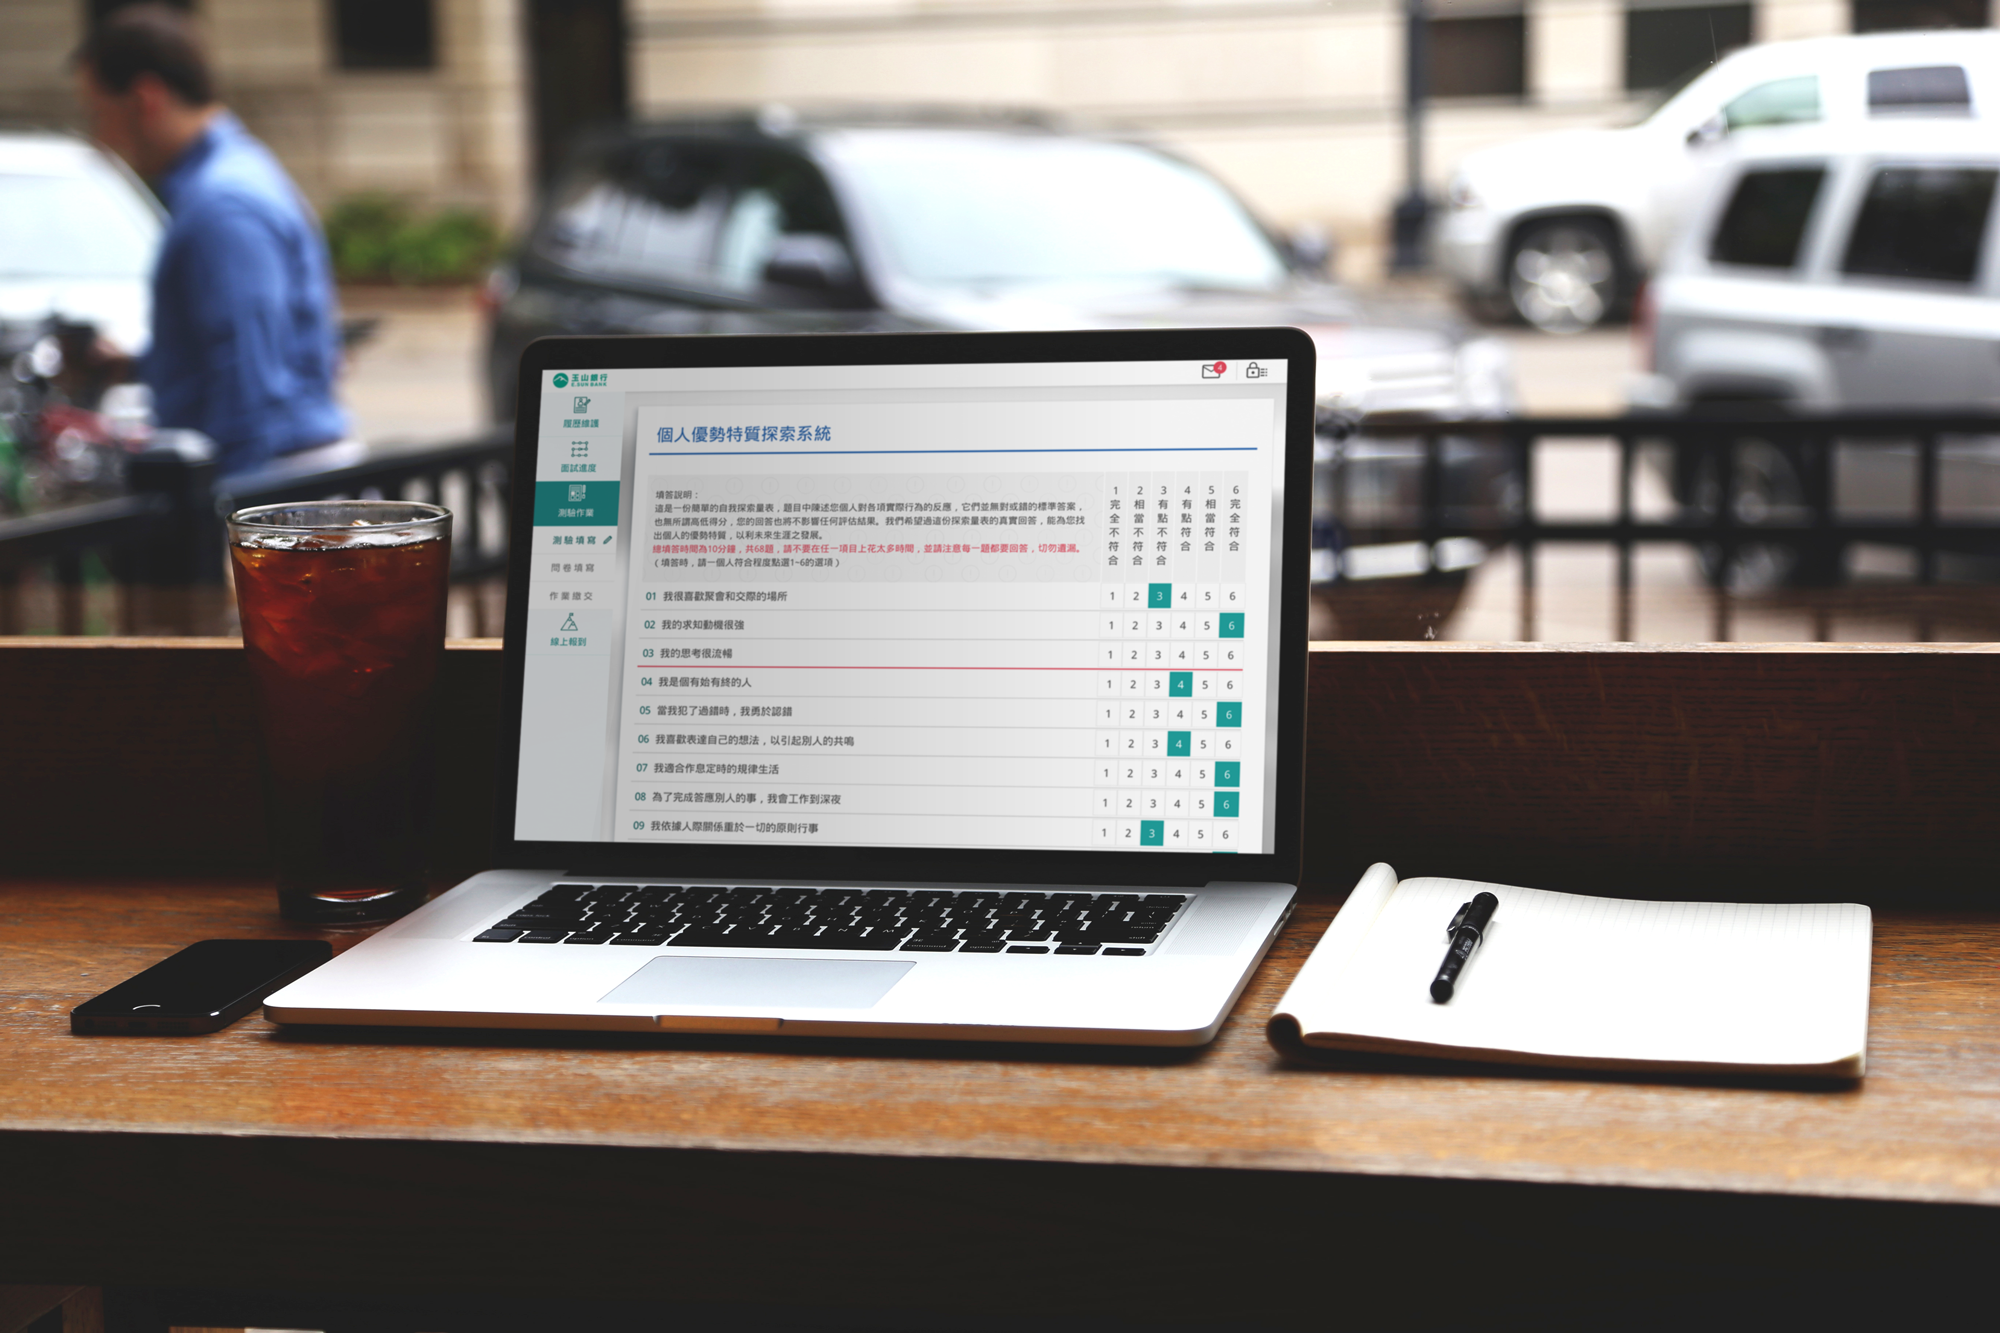 玉山銀行
E.SUN BANK
4
履歷維護
面試進度
測驗作業
測驗填寫
問卷填寫
作業繳交
線上報到
個人優勢特質探索系統
填答說明：
這是一份簡單的自我探索量表，題目中陳述您個人對各項實際行為的反應，它們並無對或錯的標準答案，
也無所謂高低得分，您的回答也將不影響任何評估結果。我們希望過這份探索量表的真實回答，能為您找
出個人的優勢特質，以利未來生涯之發展。
總填答時間為10分鐘，共68題，請不要在任一項目上花太多時間，並請注意每一題都要回答，切勿遺漏。
（填答時，請一個人符合程度點選1~6的選項）
1 完全不符合
2 相當不符合
3 有點不符合
4 有點符合
5 相當符合
6 完全符合
01 我很喜歡聚會和交際的場所 1 2 3 4 5 6
02 我的求知動機很強 1 2 3 4 5 6
03 我的思考很流暢 1 2 3 4 5 6
04 我是個有始有終的人 1 2 3 4 5 6
05 當我犯了過錯時，我勇於認錯 1 2 3 4 5 6
06 我喜歡表達自己的想法，以引起別人的共鳴 1 2 3 4 5 6
07 我適合作息定時的規律生活 1 2 3 4 5 6
08 為了完成答應別人的事，我會工作到深夜 1 2 3 4 5 6
09 我依據人際關係重於一切的原則行事 1 2 3 4 5 6